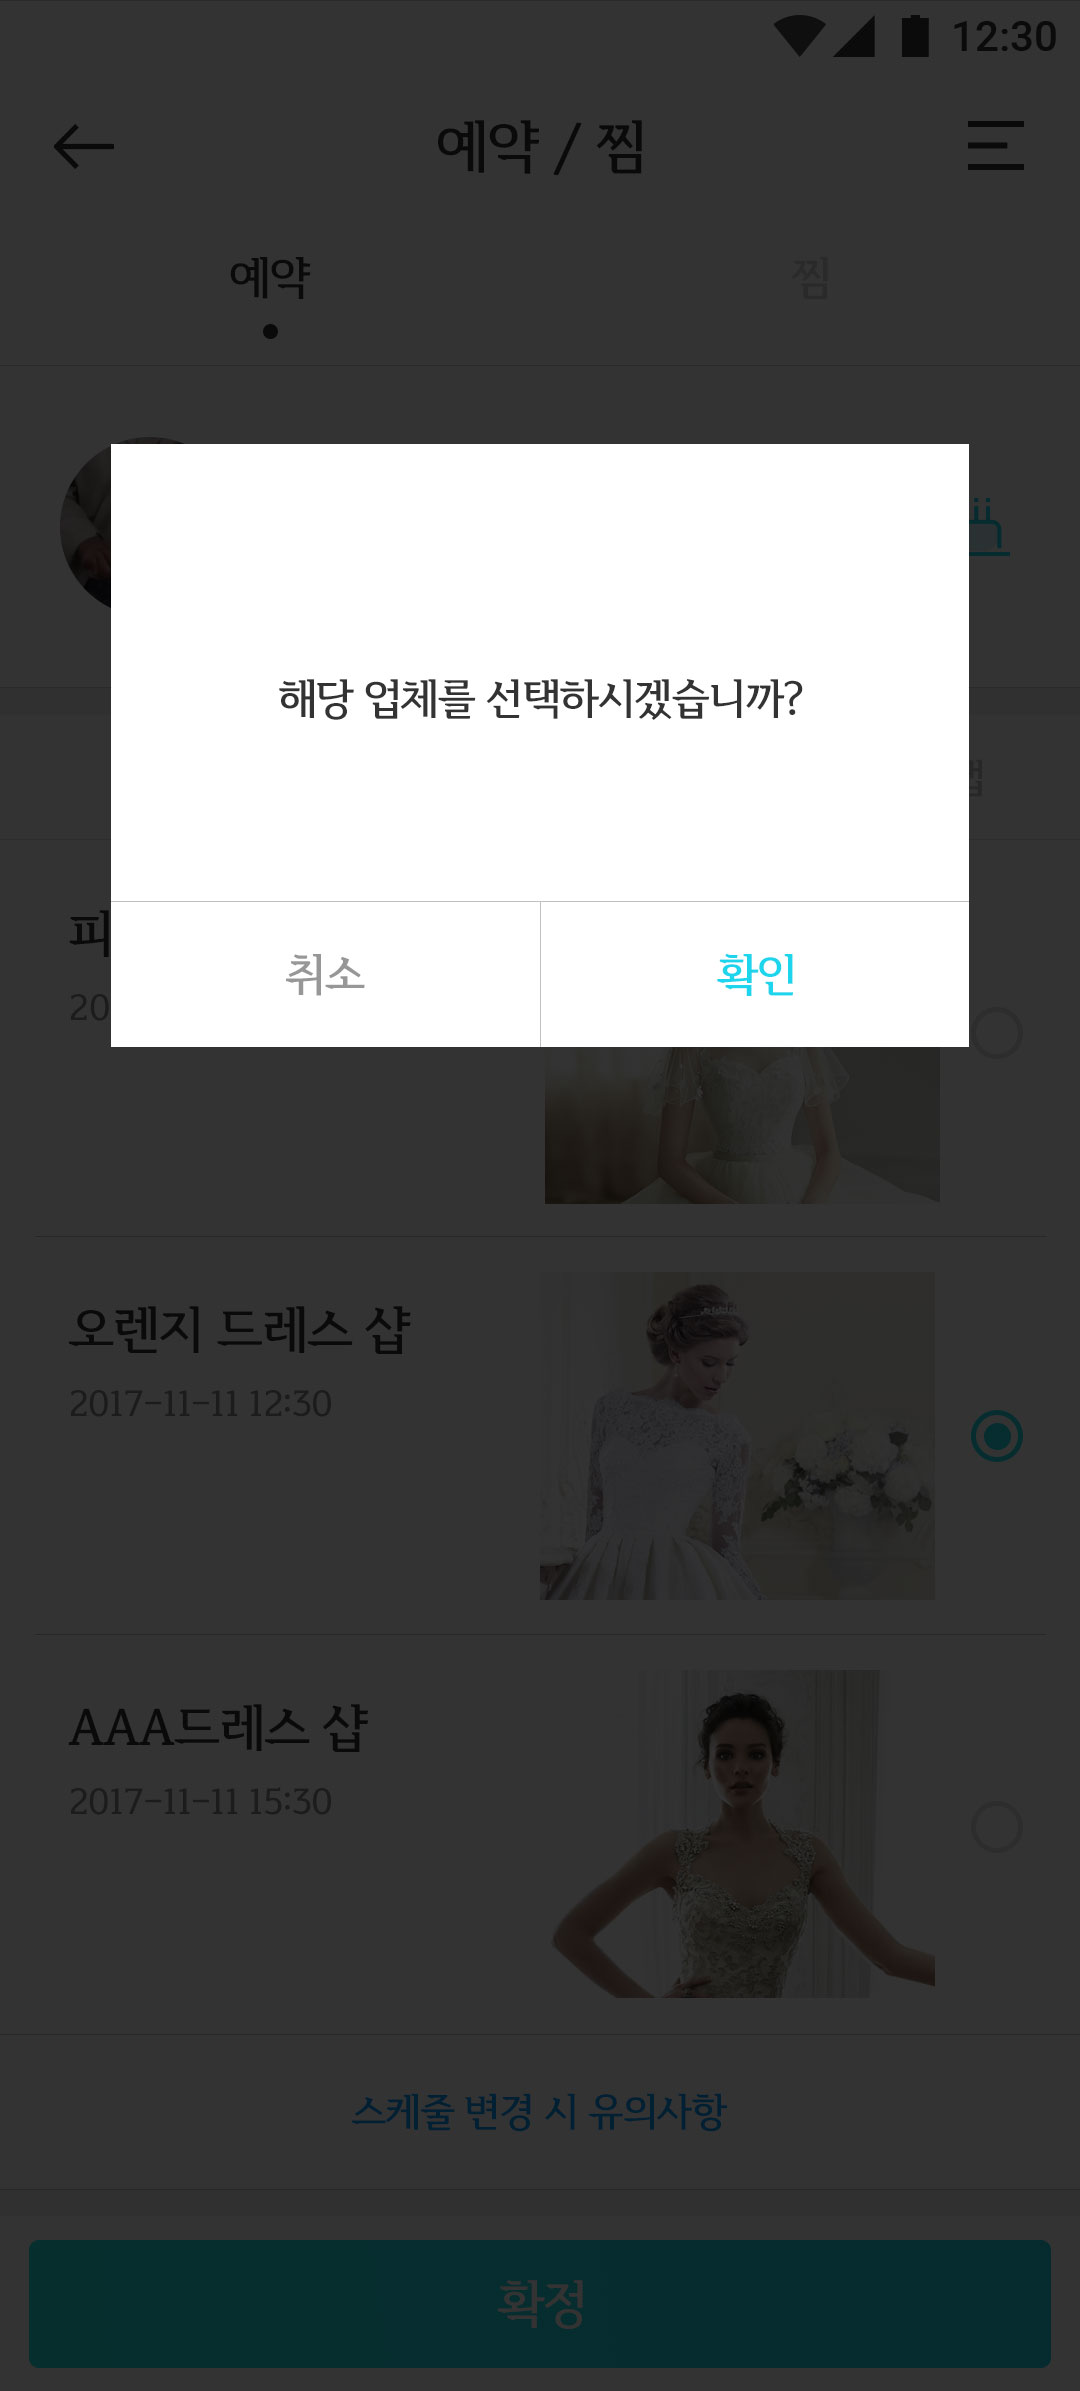 12:30
예약 / 찜
예약
찜
해당 업체를 선택하시겠습니까?
취소
확인
오렌지 드레스 샵
2017-11-11 12:30
AAA드레스 샵
2017-11-11 15:30
스케줄 변경 시 유의사항
확정